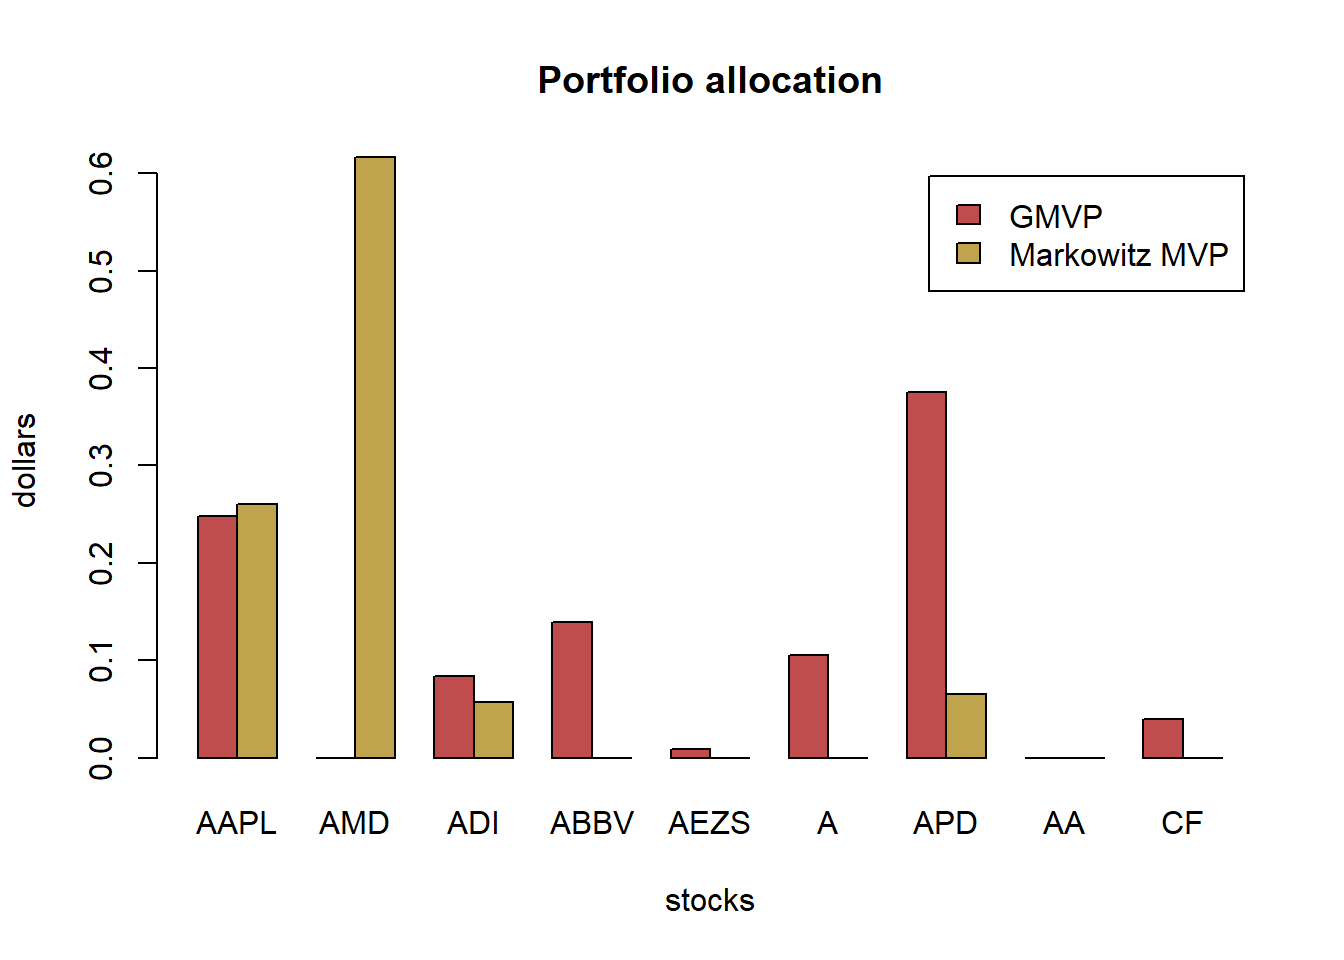 Portfolio allocation
GMVP
Markowitz MVP
dollars
0.6
0.5
0.4
0.3
0.2
0.1
0.0
AAPL AMD ADI ABBV AEZS A APD AA CF
stocks